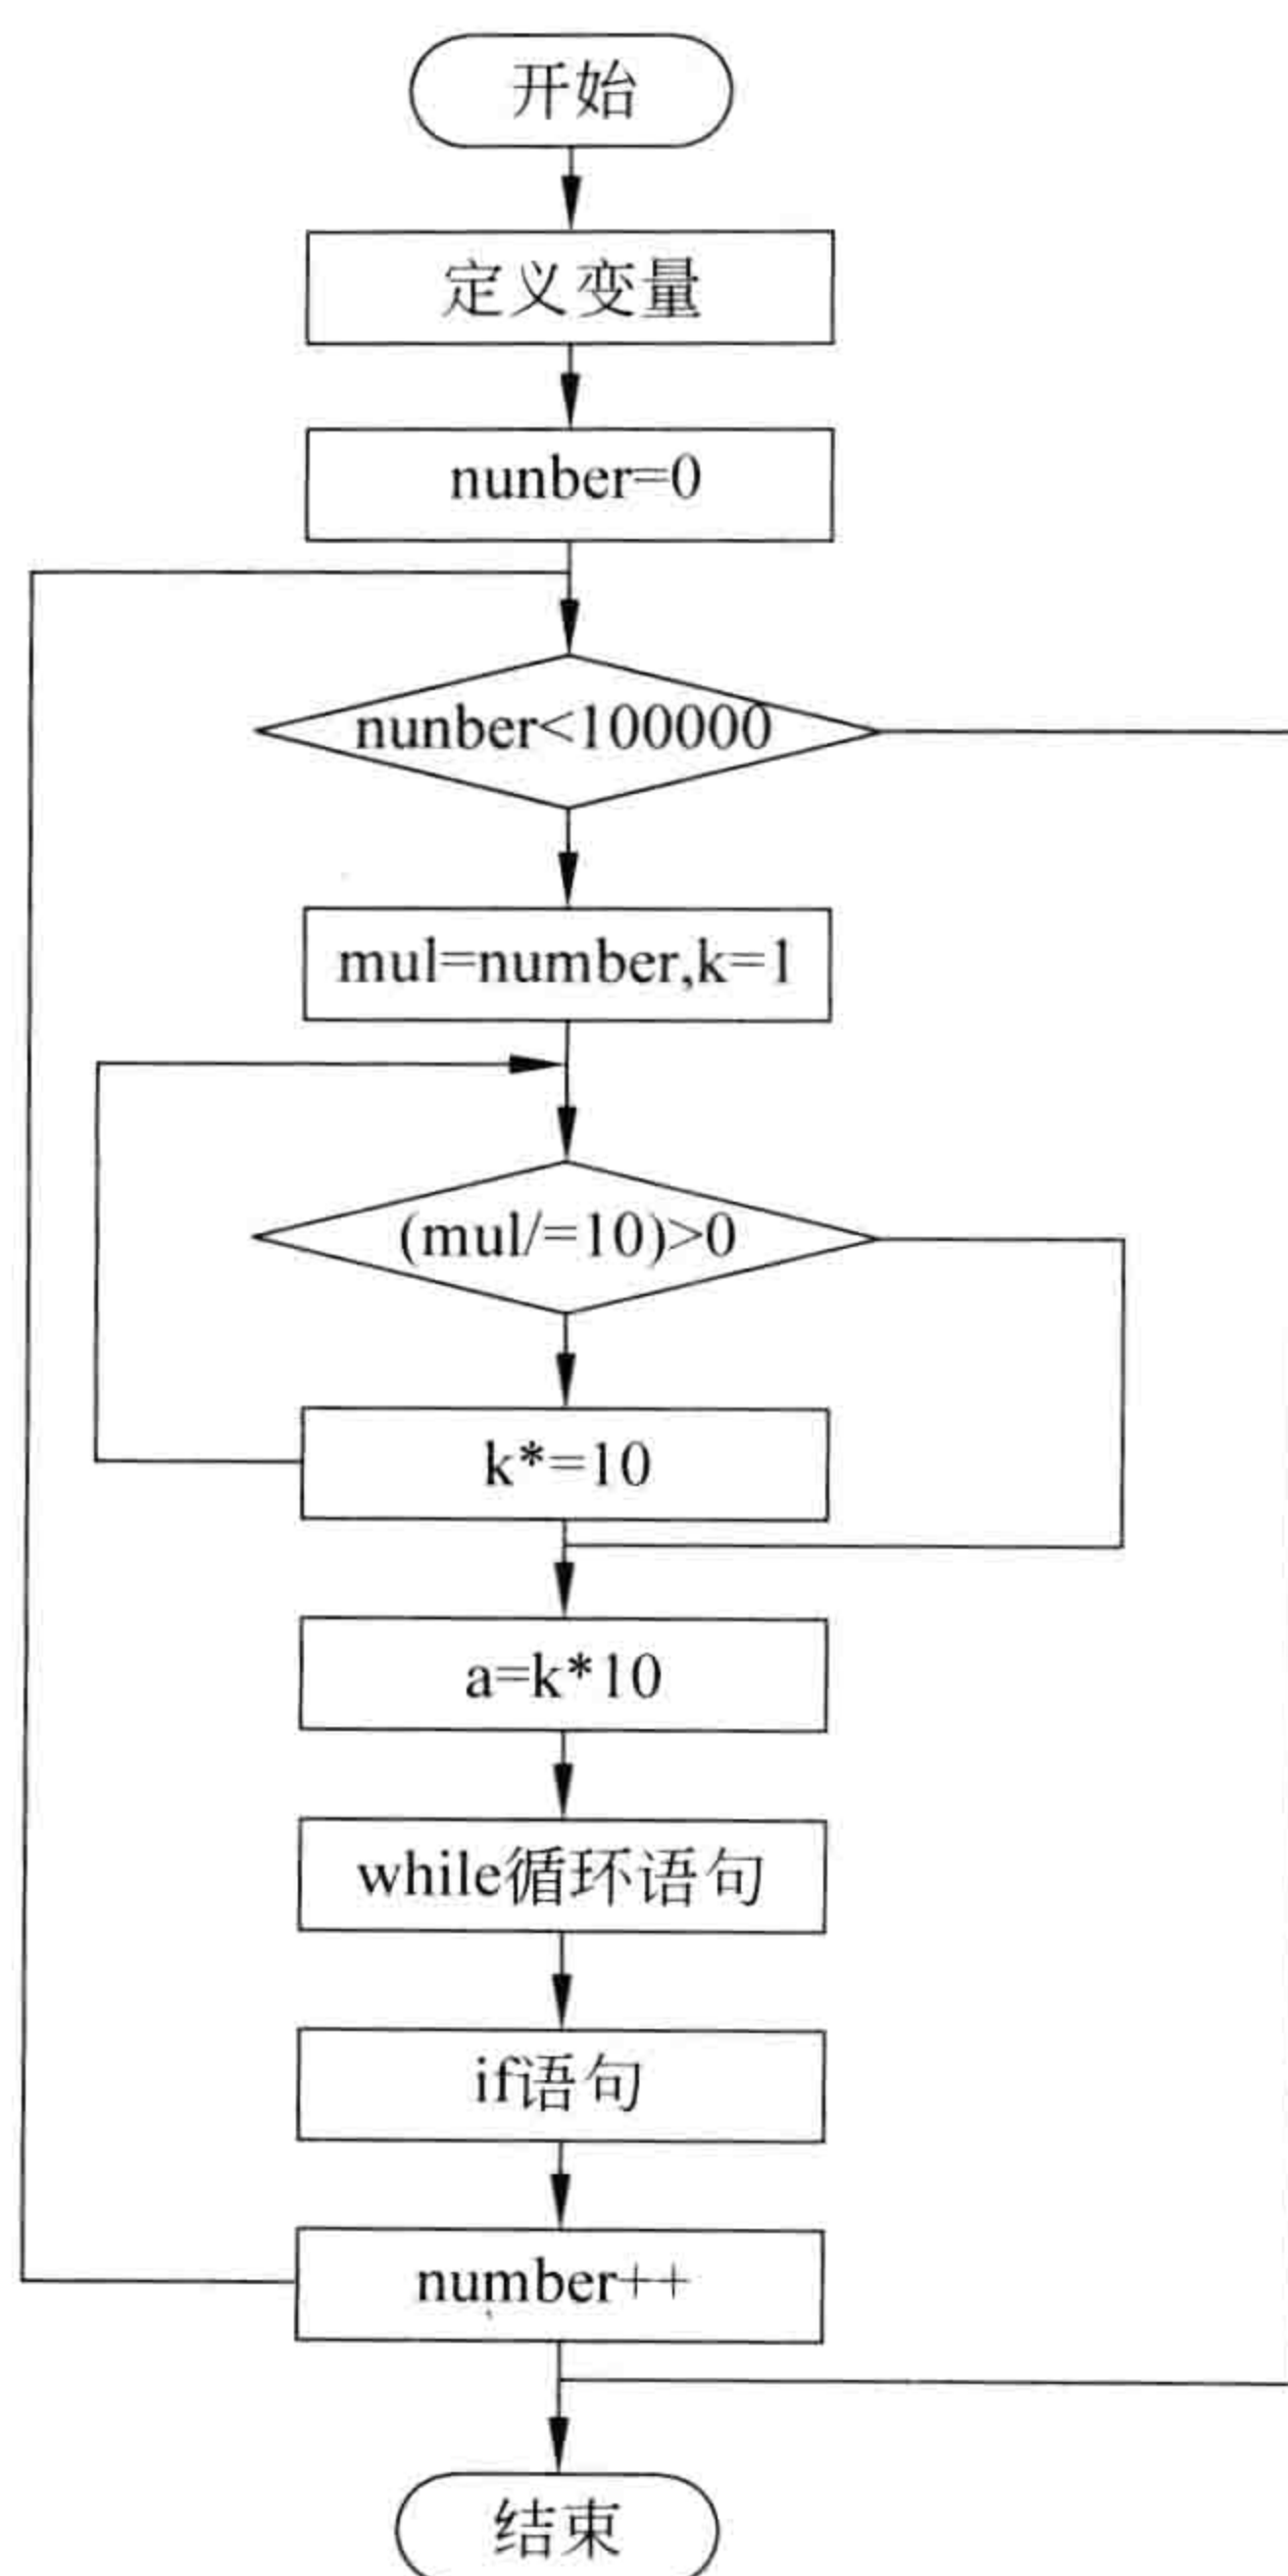 开始
定义变量
nunber=0
nunber<100000
mul=number,k=1
(mul/=10)>0
k*=10
a=k*10
while循环语句
if语句
number++
结束